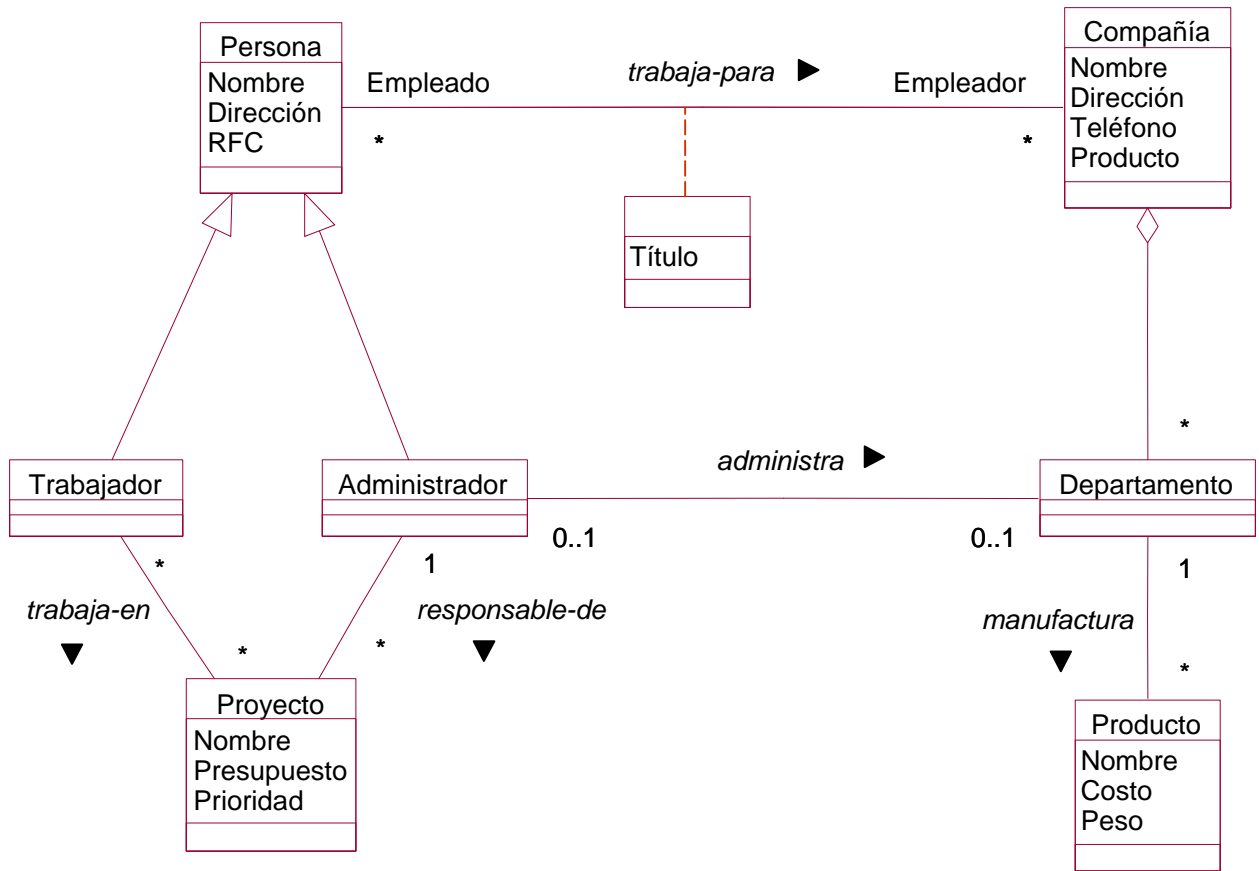 Persona
Nombre
Dirección
RFC
Empleado
*
trabaja-para ►
Empleador
*
Compañía
Nombre
Dirección
Teléfono
Producto
Título
Trabajador
Administrador
administra ►
0..1
0..1
*
Departamento
*
trabaja-en
▼
*
1
responsable-de
▼
*
1
manufactura
▼
*
Proyecto
Nombre
Presupuesto
Prioridad
Producto
Nombre
Costo
Peso